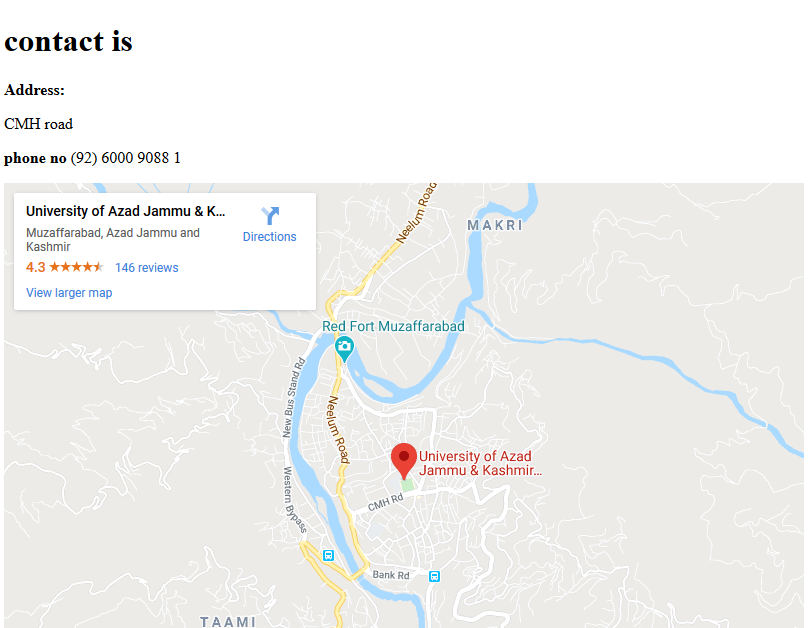 contact is
Address:
CMH road
phone no (92) 6000 9088 1
University of Azad Jammu & K...
Muzaffarabad, Azad Jammu and
Kashmir
Directions
4.3
146 reviews
View larger map
Neelum Road
MAKRI
Red Fort Muzaffarabad
New Bus Stand Rd
Neelum Road
University of Azad
Jammu & Kashmir...
Western Bypass
CMH Rd
Bank Rd
TAAMI